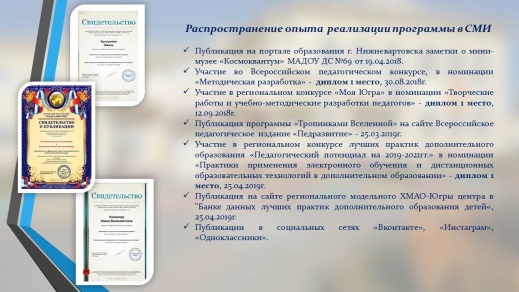 Распространение опыта реализации программы в СМИ
Публикация на портале образования г. Нижневартовска заметки о мини-
музее «Космоквантум» МАДОУ ДС №69 от 19.04.2018.
Участие во Всероссийском педагогическом конкурсе, в номинации
«Методическая разработка» - диплом 1 место, 30.08.2018г.
Участие в региональном конкурсе «Моя Югра» в номинации «Творческие
работы и учебно-методические разработки педагогов» - диплом 1 место,
12.09.2018г.
Публикация программы «Тропинками Вселенной» на сайте Всероссийское
педагогическое издание «Педразвитие» - 25.03.2019г.
Участие в региональном конкурсе лучших практик дополнительного
образования «Педагогический потенциал на 2019-2021гг.» в номинации
«Практики применения электронного обучения и дистанционных
образовательных технологий в дополнительном образовании» - диплом 1
место, 25.04.2019г.
Публикация на сайте регионального модельного ХМАО-Югры центра в
"Банке данных лучших практик дополнительного образования детей»,
25.04.2019г.
Публикации в социальных сетях «Вконтакте», «Инстаграм»,
«Одноклассники».
Свидетельство
СВИДЕТЕЛЬСТВО
О ПУБЛИКАЦИИ
Свидетельство